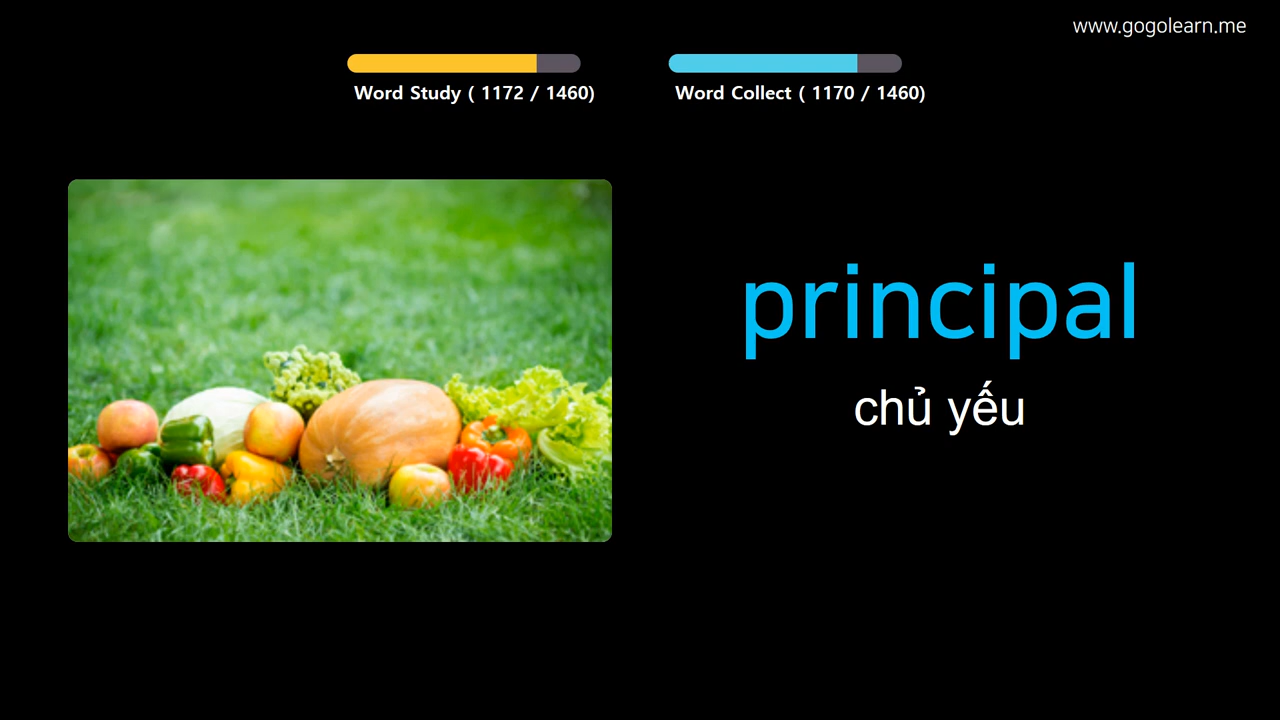 www.gogolearn.me
Word Study ( 1172 / 1460)
Word Collect ( 1170 / 1460)
principal
chủ yếu